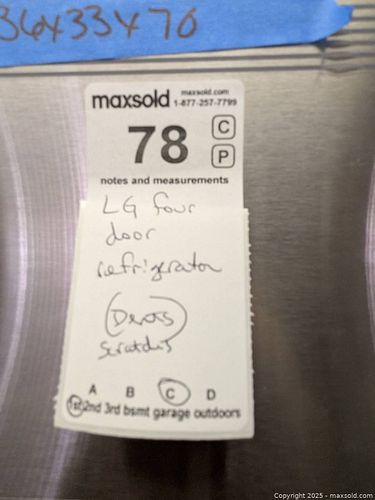 36x33x70
maxsold maxsold.com
1-877-257-7799
78 C
P
notes and measurements
LG four
door
refrigerator
(Dents)
scratches
A B C D
1st 2nd 3rd bsmt garage outdoors
Copyright © 2025 - maxsold.com